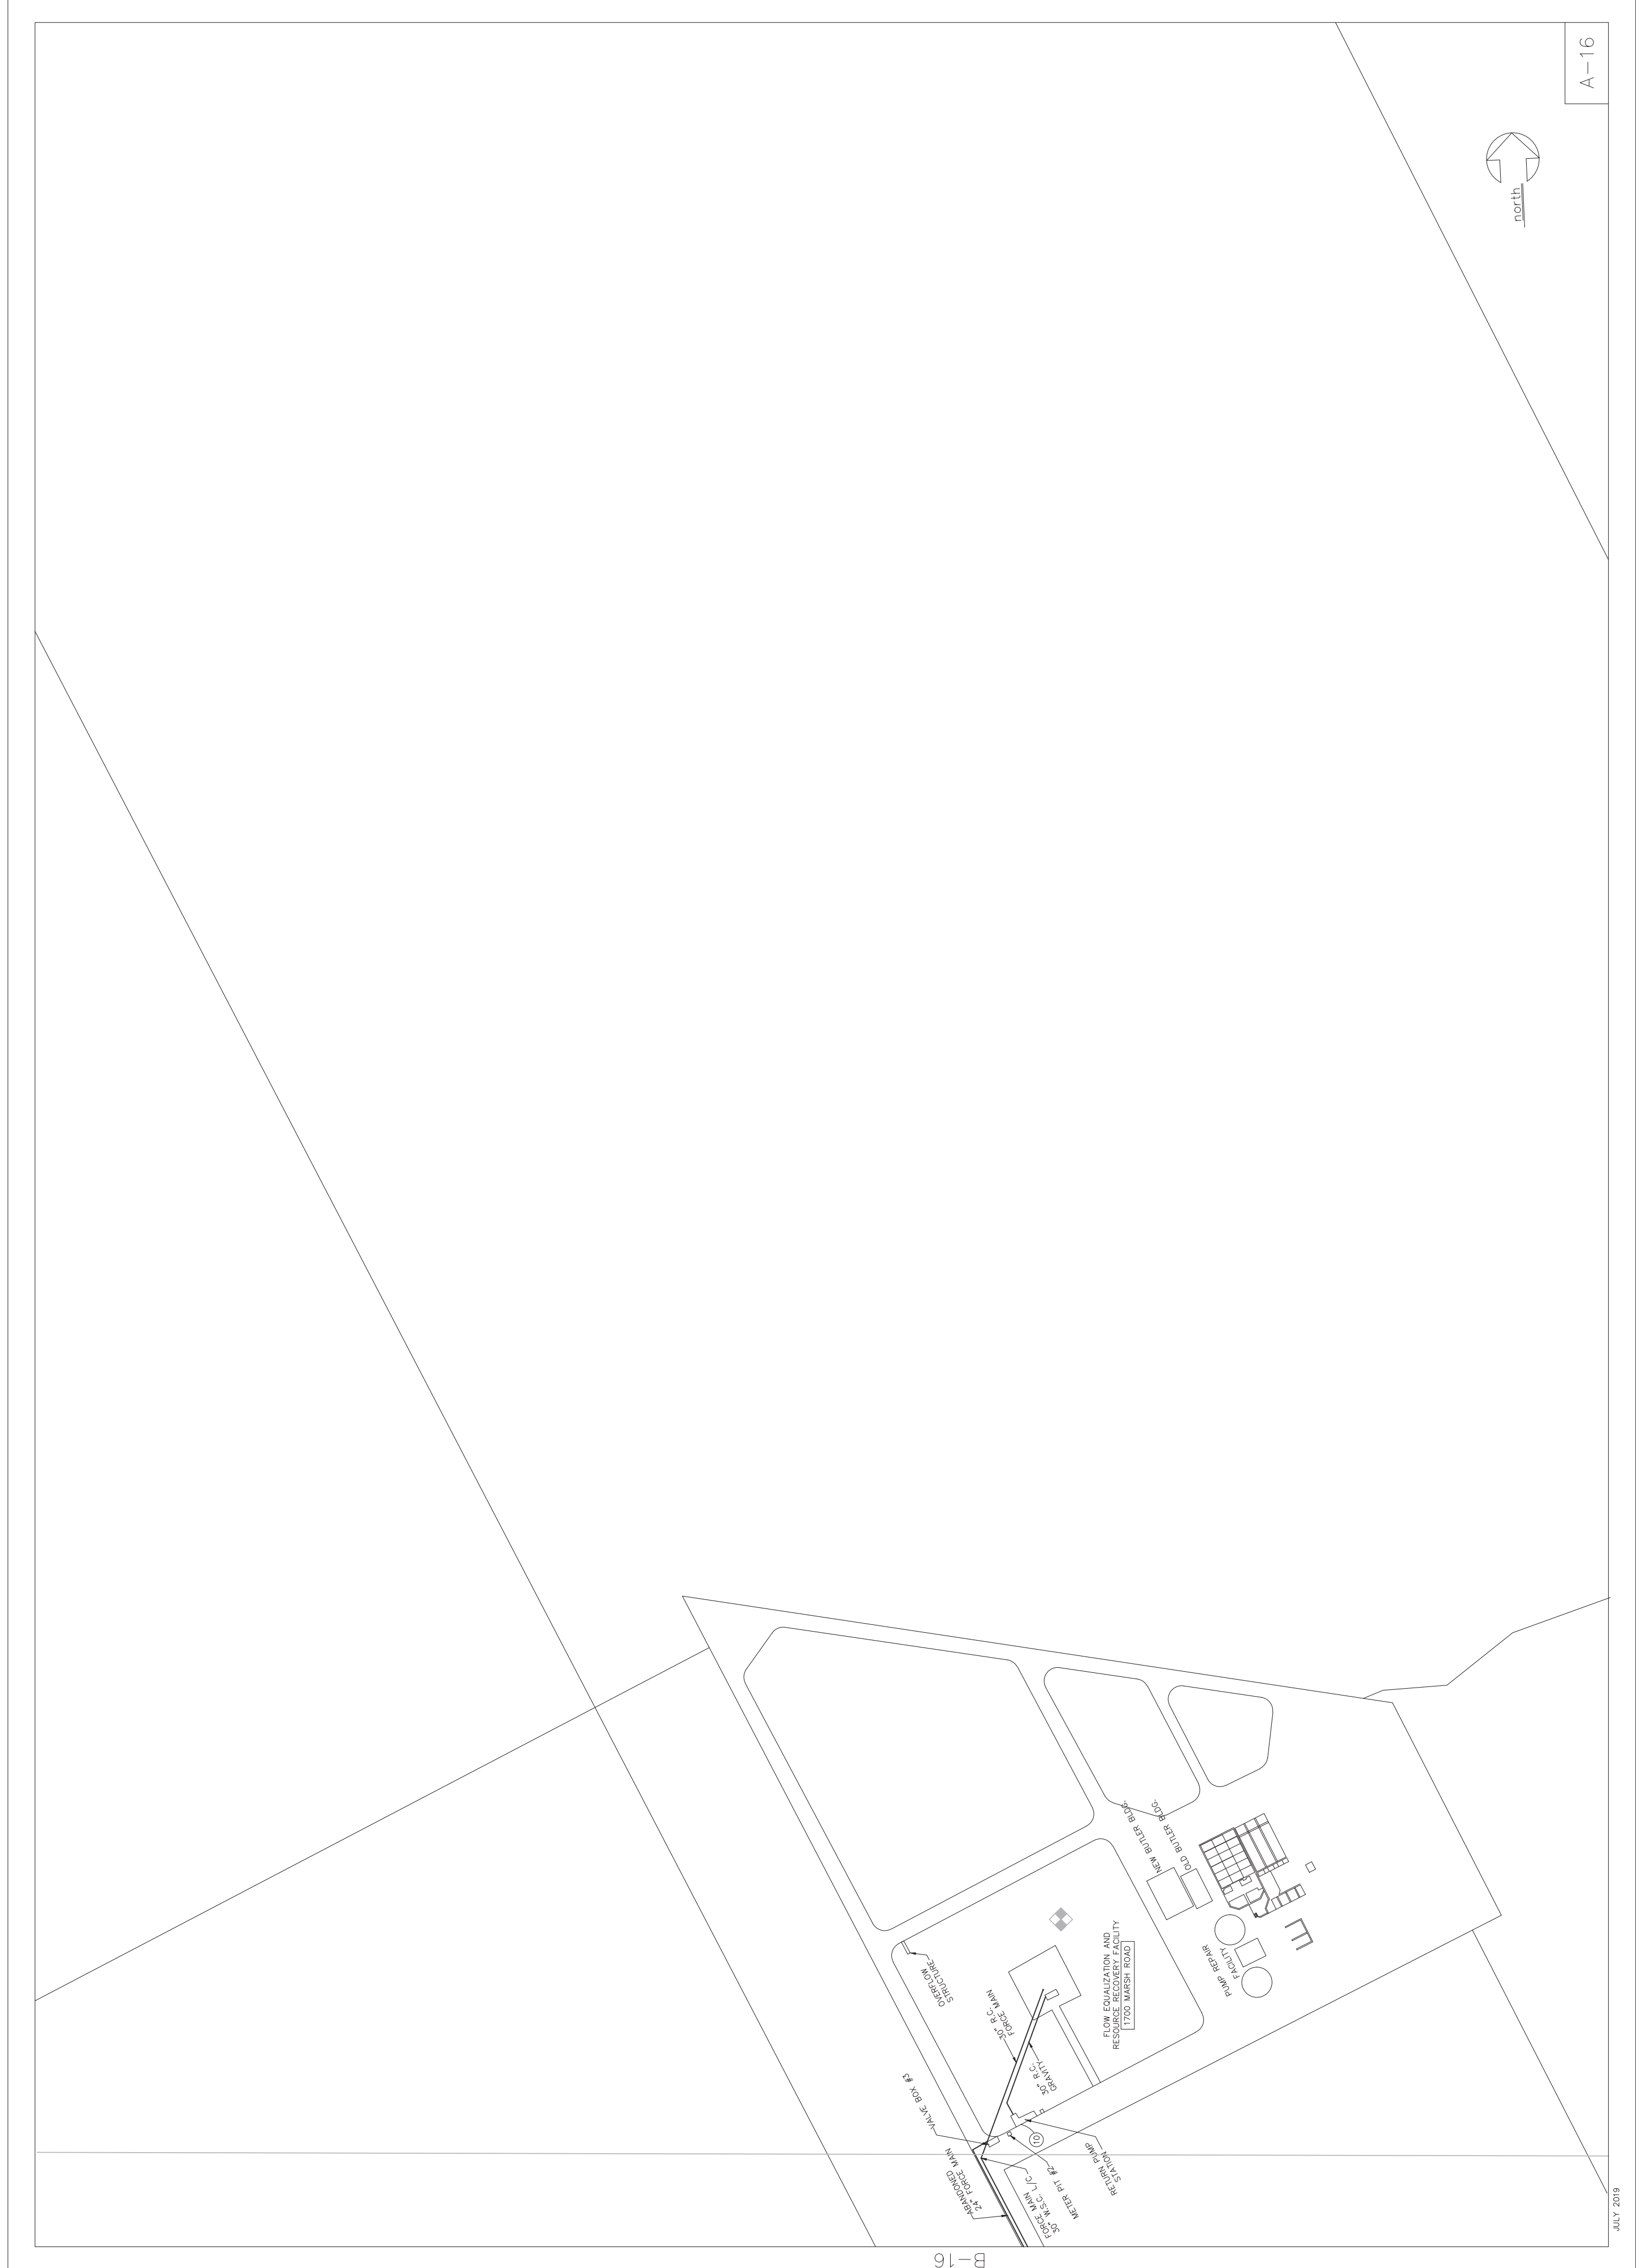 A-16
north
NEW BUTLER BLDG.
OLD BUTLER BLDG.
OVERFLOW
STRUCTURE
30" R.C.
FORCE MAIN
FLOW EQUALIZATION AND
RESOURCE RECOVERY FACILITY
1700 MARSH ROAD
PUMP REPAIR
FACILITY
30" R.C.
GRAVITY
VALVE BOX #3
10
ABANDONED
24" FORCE MAIN
30" W.S.C. L/C
FORCE MAIN
METER PIT #2
RETURN PUMP
STATION
JULY 2019
B-16